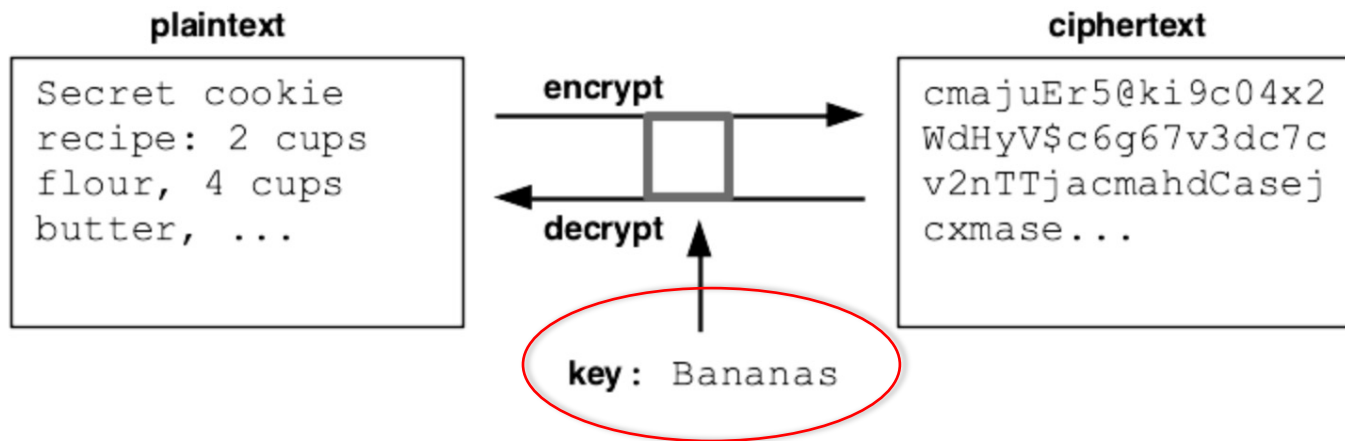 plaintext
Secret cookie
recipe: 2 cups
flour, 4 cups
butter, ...
encrypt
decrypt
key: Bananas
ciphertext
cmajuEr5@ki9c04x2
WdHyV$c6g67v3dc7c
v2nTTjacmahdCasej
cxmase...